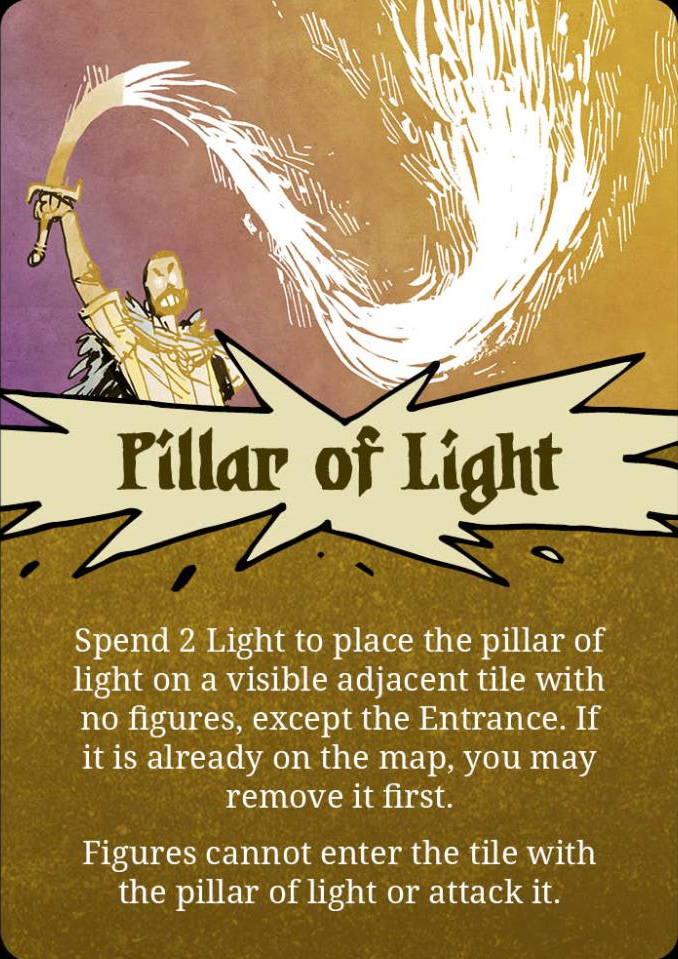 Pillar of Light
Spend 2 Light to place the pillar of
light on a visible adjacent tile with
no figures, except the Entrance. If
it is already on the map, you may
remove it first.
Figures cannot enter the tile with
the pillar of light or attack it.